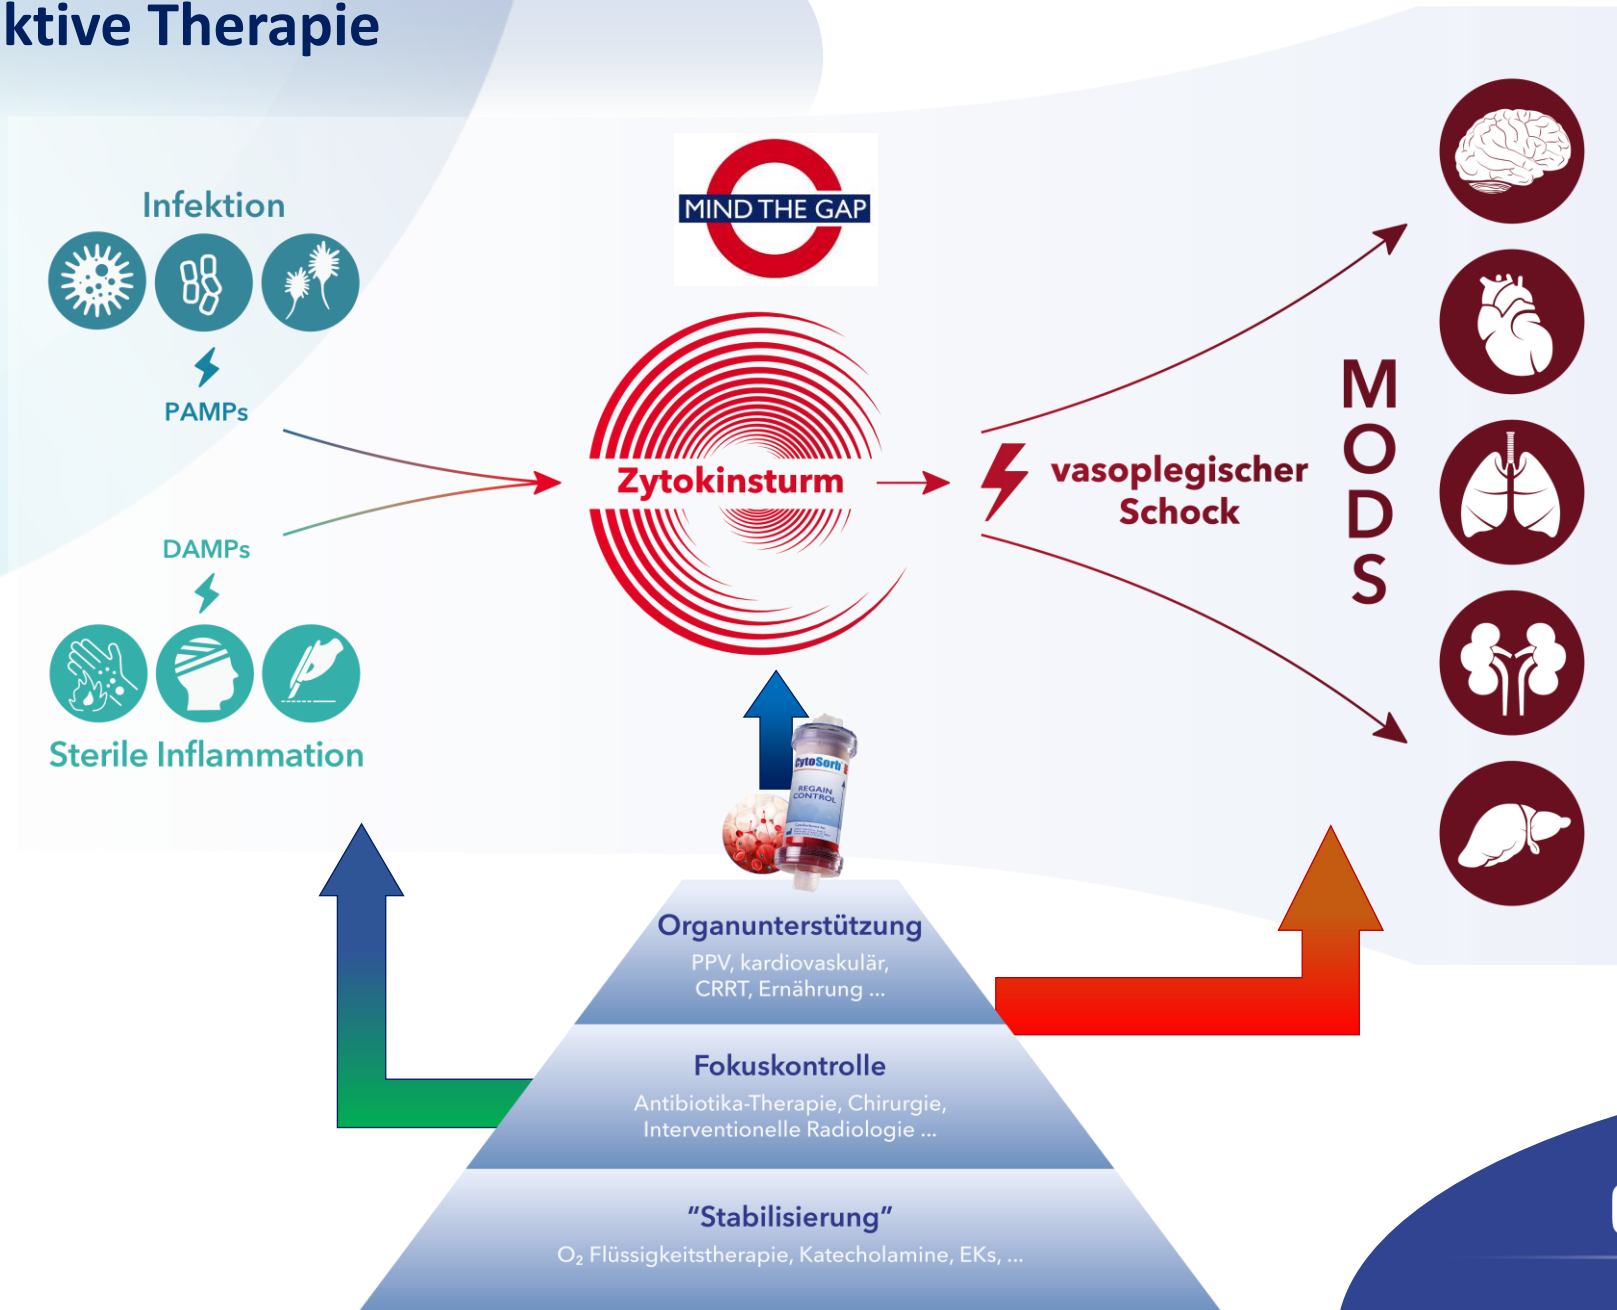 ktive Therapie
MIND THE GAP
Infektion
PAMPs
DAMPs
Sterile Inflammation
Zytokinsturm
vasoplegischer
Schock
M
O
D
S
CytoSorb
REGAIN
CONTROL
Organunterstützung
PPV, kardiovaskulär,
CRRT, Ernährung ...
Fokuskontrolle
Antibiotika-Therapie, Chirurgie,
Interventionelle Radiologie ...
“Stabilisierung”
O₂ Flüssigkeitstherapie, Katecholamine, EKs, ...